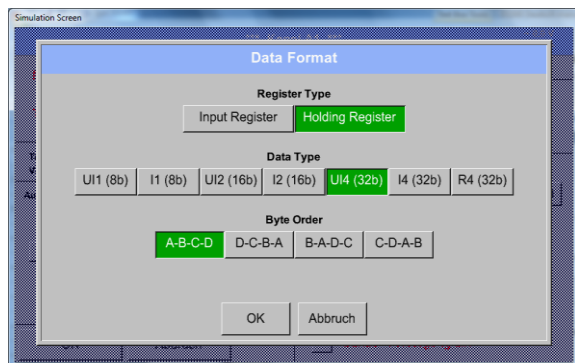 Simulation Screen
Data Format
Register Type
Input Register Holding Register
Data Type
UI1 (8b) I1 (8b) UI2 (16b) I2 (16b) UI4 (32b) I4 (32b) R4 (32b)
Byte Order
A-B-C-D D-C-B-A B-A-D-C C-D-A-B
OK Abbruch